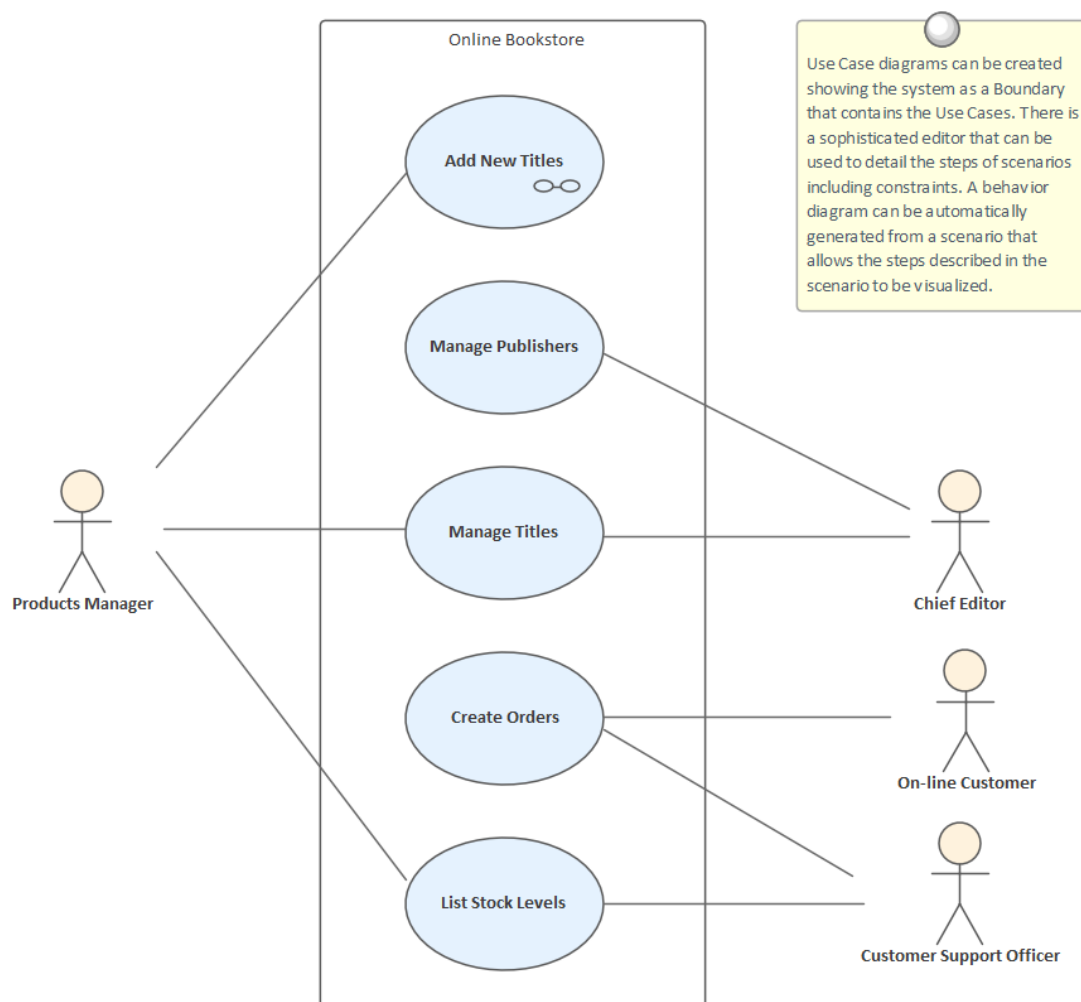 Online Bookstore
Use Case diagrams can be created
showing the system as a Boundary
that contains the Use Cases. There is
a sophisticated editor that can be
used to detail the steps of scenarios
including constraints. A behavior
diagram can be automatically
generated from a scenario that
allows the steps described in the
scenario to be visualized.
Add New Titles
Manage Publishers
Manage Titles
Products Manager
Chief Editor
Create Orders
On-line Customer
List Stock Levels
Customer Support Officer